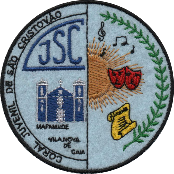 CORAL JUVENIL DE SÃO CRISTOVÃO
JSC
MAFAMUDE
VILA NOVA DE
GAIA